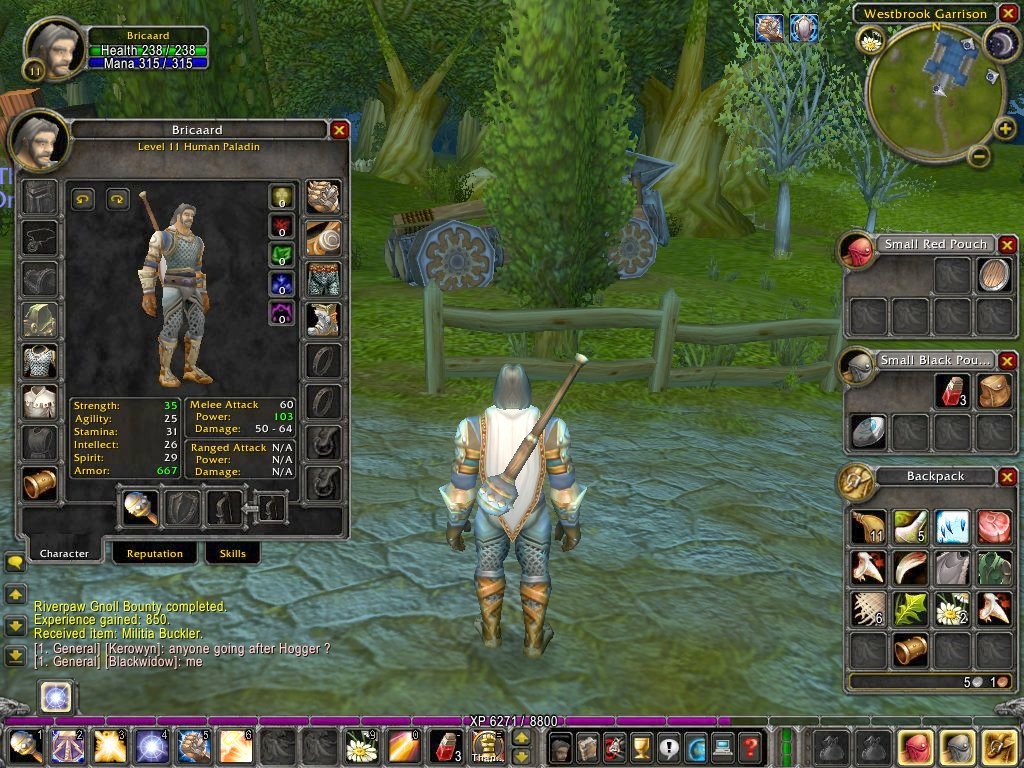 Bricaard
Health 238 / 238
Mana 315 / 315
11
Westbrook Garrison
N
Bricaard
Level 11 Human Paladin
0
0
0
0
0
Strength: 35
Agility: 25
Stamina: 31
Intellect: 26
Spirit: 29
Armor: 667
Melee Attack 60
Power: 103
Damage: 50 - 64
Ranged Attack N/A
Power: N/A
Damage: N/A
Character
Reputation
Skills
Small Red Pouch
Small Black Pou...
3
Backpack
11
5
6
2
5 1
Riverpaw Gnoll Bounty completed.
Experience gained: 850.
Received item: Militia Buckler.
[1. General] [Kerowyn]: anyone going after Hogger ?
[1. General] [Blackwidow]: me
XP 6271 / 8800
1
2
3
4
5
6
9
0
3
=
?